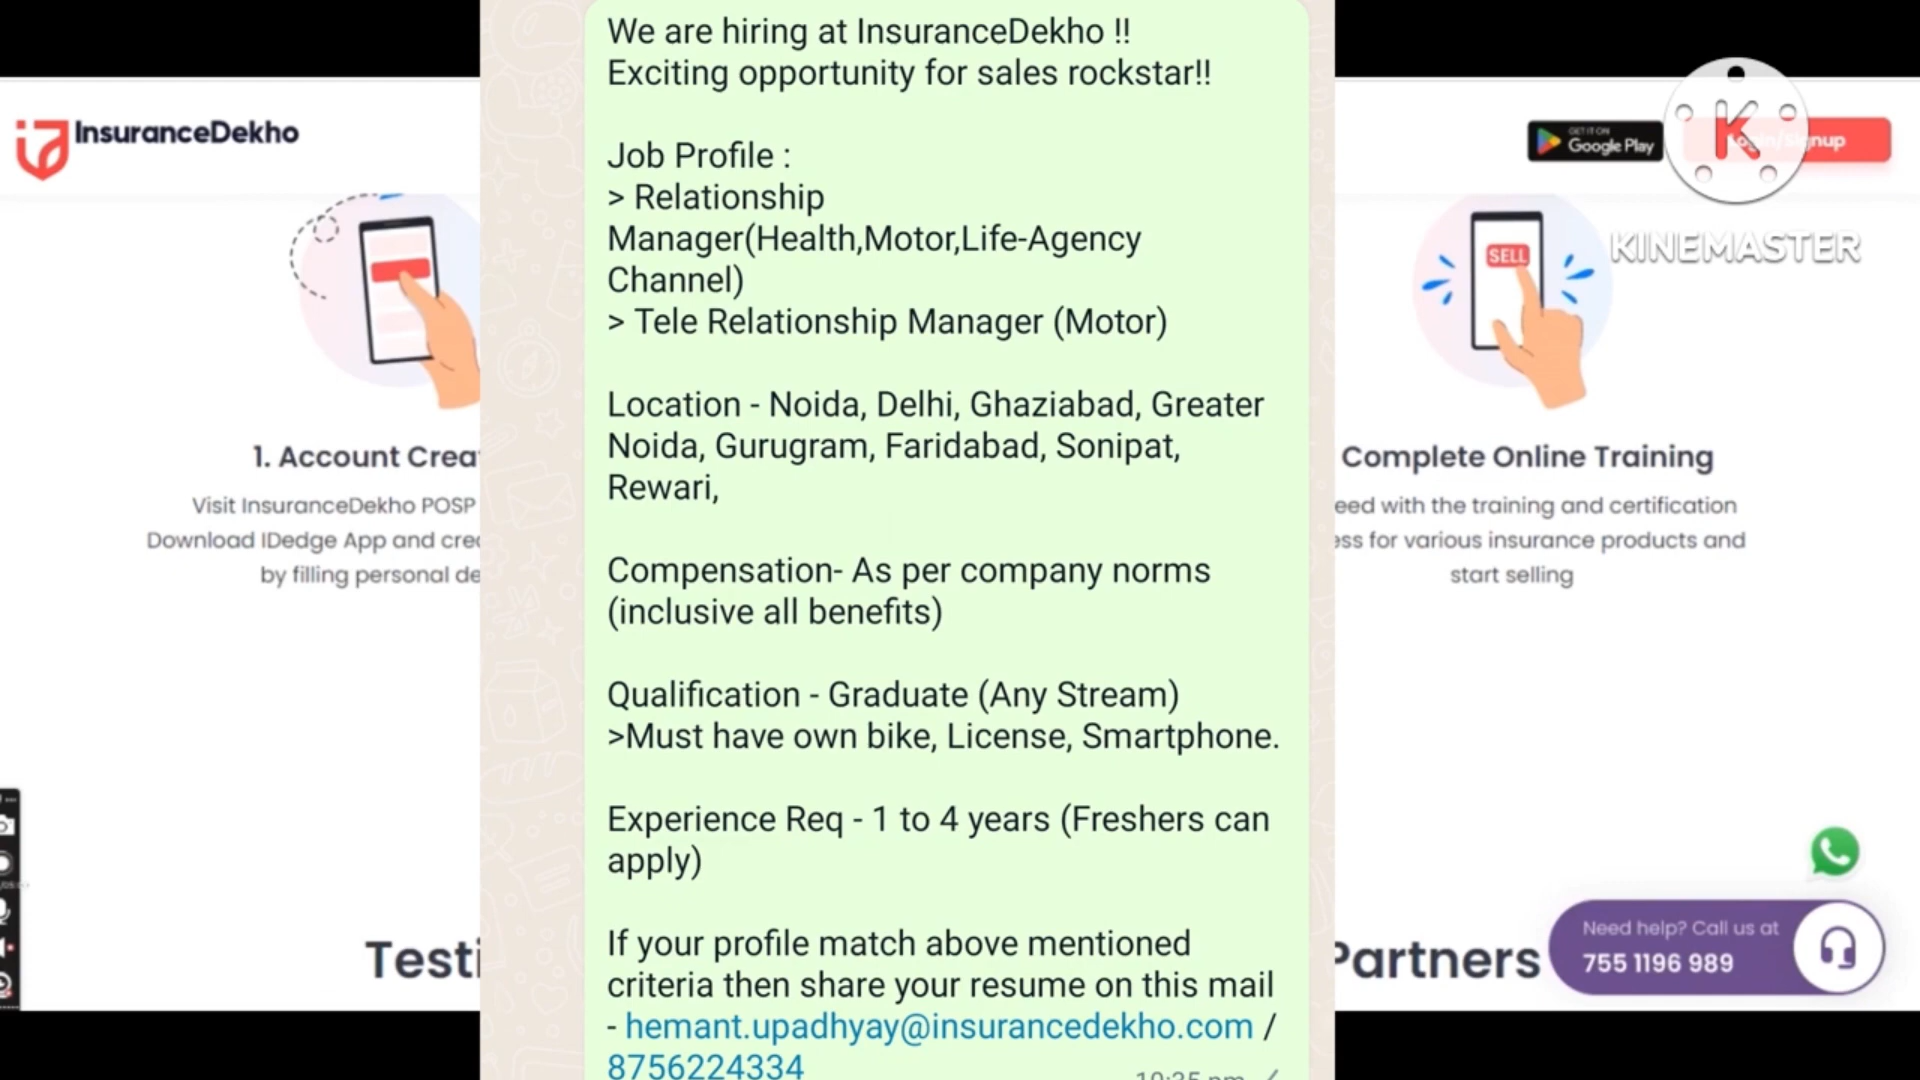 We are hiring at InsuranceDekho !!
Exciting opportunity for sales rockstar!!
Job Profile :
> Relationship
Manager(Health,Motor,Life-Agency
Channel)
> Tele Relationship Manager (Motor)
Location - Noida, Delhi, Ghaziabad, Greater
Noida, Gurugram, Faridabad, Sonipat,
Rewari,
Compensation- As per company norms
(inclusive all benefits)
Qualification - Graduate (Any Stream)
>Must have own bike, License, Smartphone.
Experience Req - 1 to 4 years (Freshers can
apply)
If your profile match above mentioned
criteria then share your resume on this mail
- hemant.upadhyay@insurancedekho.com /
8756224334
InsuranceDekho
1. Account Crea
Visit InsuranceDekho POSP
Download IDedge App and cre
by filling personal de
Testi
GET IT ON
Google Play
K
KINEMASTER
SELL
Complete Online Training
eed with the training and certification
ess for various insurance products and
start selling
Partners
Need help? Call us at
755 1196 989